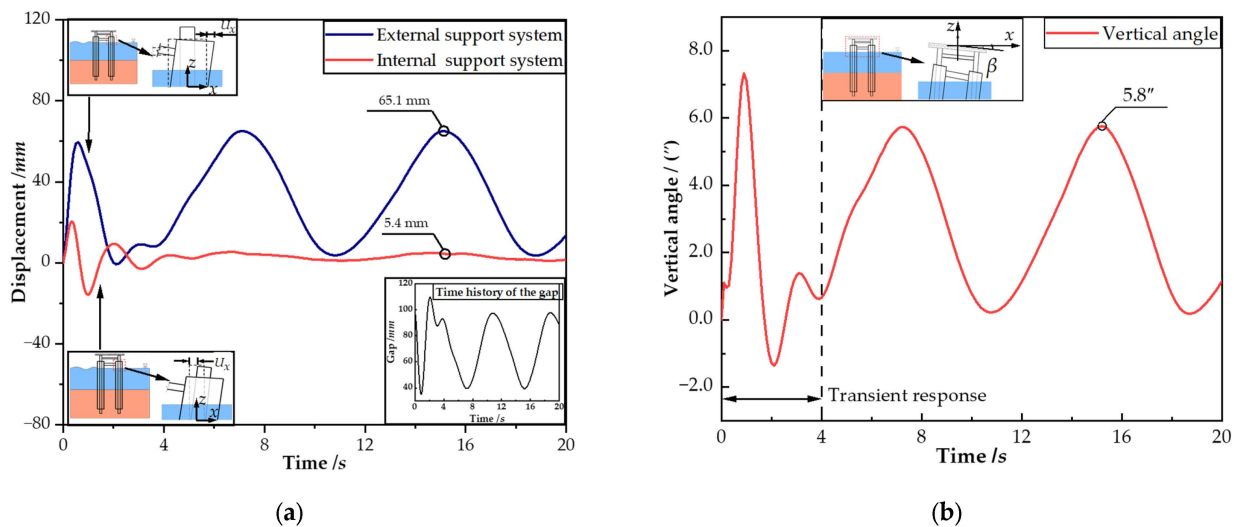 120
80
40
0
−40
−80
Displacement /mm
0
4
8
12
16
20
Time /s
External support system
Internal support system
65.1 mm
5.4 mm
u_x
z
x
u_x
z
x
Time history of the gap
100
80
60
40
Gap /mm
0 4 8 12 16 20
Time /s
(a)
8.0
6.0
4.0
2.0
0.0
−2.0
Vertical angle / (″)
0
4
8
12
16
20
Time /s
Vertical angle
z
x
β
5.8″
Transient response
(b)